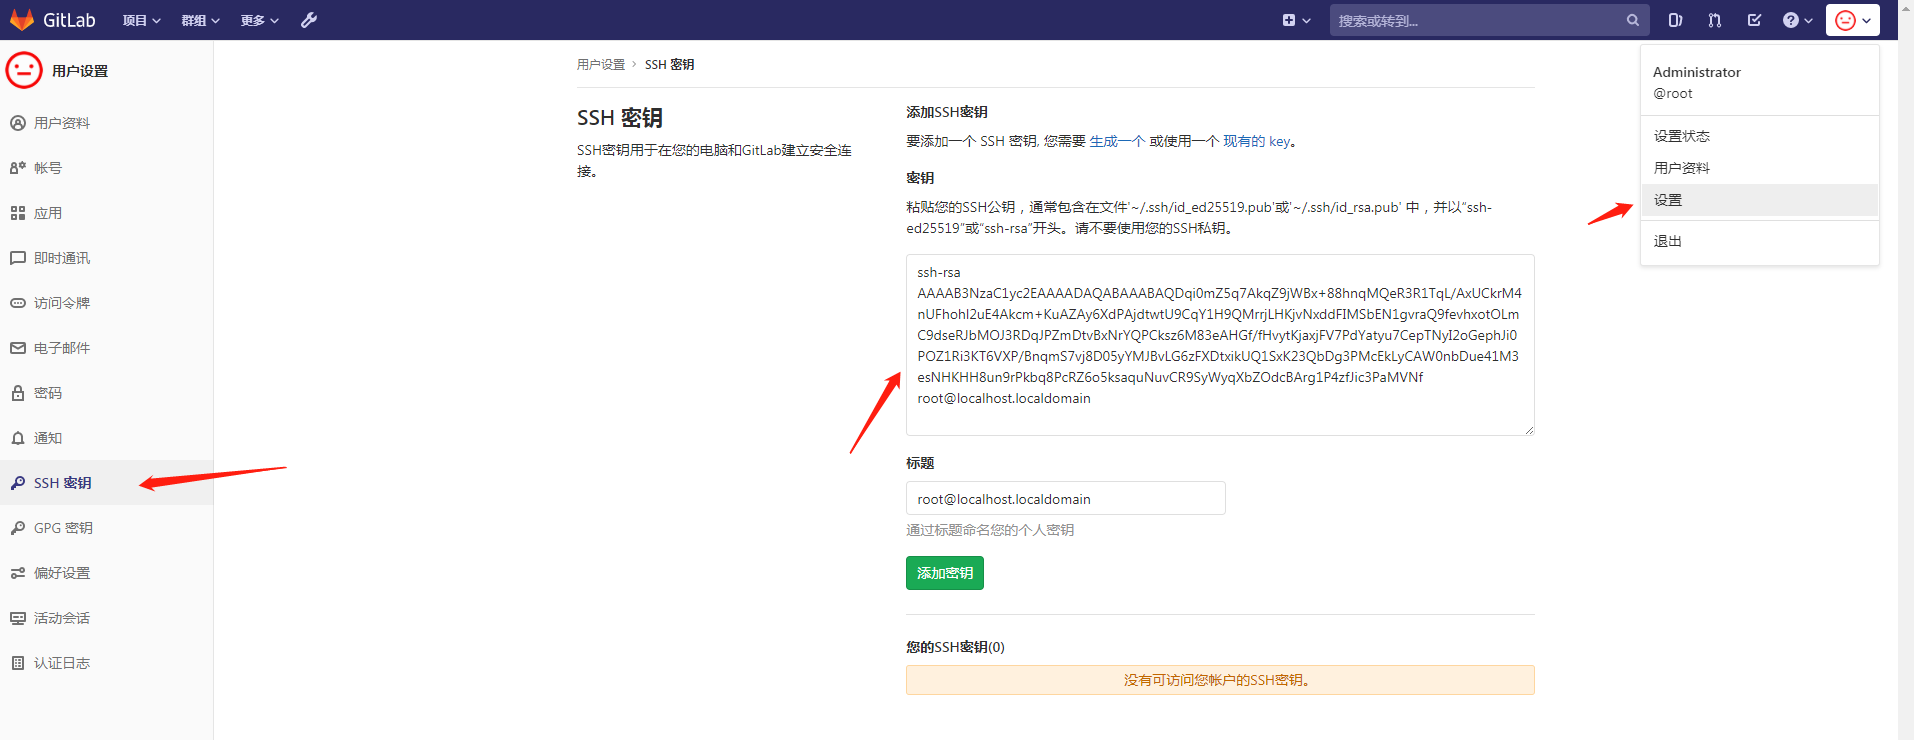 GitLab 项目 群组 更多 搜索或转到...
用户设置
用户资料
帐号
应用
即时通讯
访问令牌
电子邮件
密码
通知
SSH 密钥
GPG 密钥
偏好设置
活动会话
认证日志
用户设置 › SSH 密钥
SSH 密钥
SSH密钥用于在您的电脑和GitLab建立安全连
接。
添加SSH密钥
要添加一个 SSH 密钥, 您需要 生成一个 或使用一个 现有的 key。
密钥
粘贴您的SSH公钥，通常包含在文件'~/.ssh/id_ed25519.pub'或'~/.ssh/id_rsa.pub' 中，并以“ssh-
ed25519”或“ssh-rsa”开头。请不要使用您的SSH私钥。
ssh-rsa
AAAAB3NzaC1yc2EAAAADAQABAAABAQDqi0mZ5q7AkqZ9jWBx+88hnqMQeR3R1TqL/AxUCkrM4
nUFhohI2uE4Akcm+KuAZAy6XdPAjdtwtU9CqY1H9QMrrjLHKjvNxddFIMSbEN1gvraQ9fevhxotOLm
C9dseRJbMOJ3RDqJPZmDtvBxNrYQPCksz6M83eAHGf/fHvytKjaxjFV7PdYatyu7CepTNyI2oGephJi0
POZ1Ri3KT6VXP/BnqmS7vj8D05yYMJBvLG6zFXDtxikUQ1SxK23QbDg3PMcEkLyCAW0nbDue41M3
esNHKHH8un9rPkbq8PcRZ6o5ksaquNuvCR9SyWyqXbZOdcBArg1P4zfJic3PaMVNf
root@localhost.localdomain
标题
root@localhost.localdomain
通过标题命名您的个人密钥
添加密钥
您的SSH密钥(0)
没有可访问您帐户的SSH密钥。
Administrator
@root
设置状态
用户资料
设置
退出